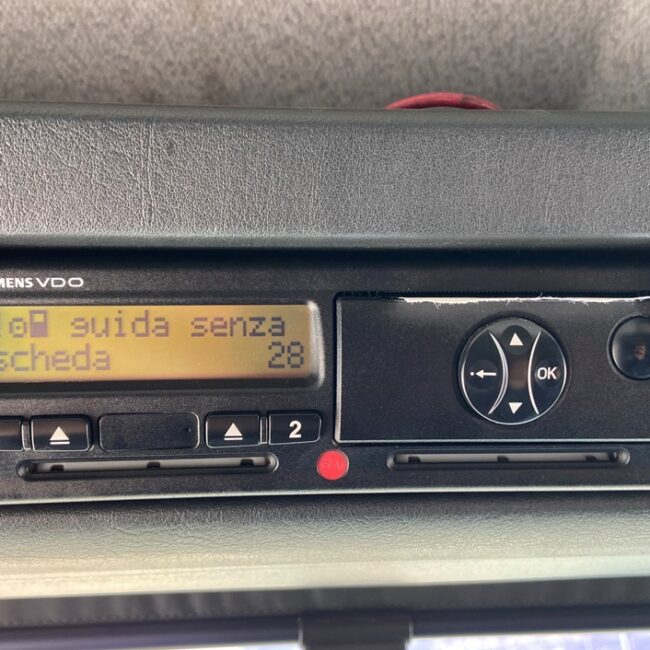 MENS VDO
guida senza
scheda 28
2
OK